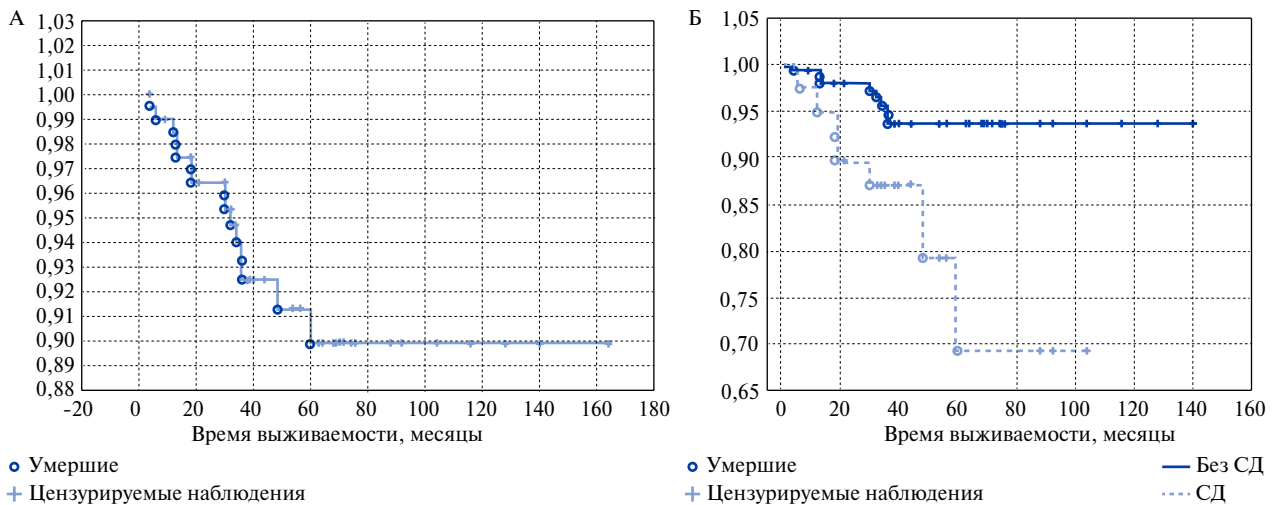 А
1,03
1,02
1,01
1,00
0,99
0,98
0,97
0,96
0,95
0,94
0,93
0,92
0,91
0,90
0,89
0,88
-20 0 20 40 60 80 100 120 140 160 180
Время выживаемости, месяцы
Умершие
Цензурируемые наблюдения
Б
1,05
1,00
0,95
0,90
0,85
0,80
0,75
0,70
0,65
0 20 40 60 80 100 120 140 160
Время выживаемости, месяцы
Умершие
Цензурируемые наблюдения
Без СД
СД